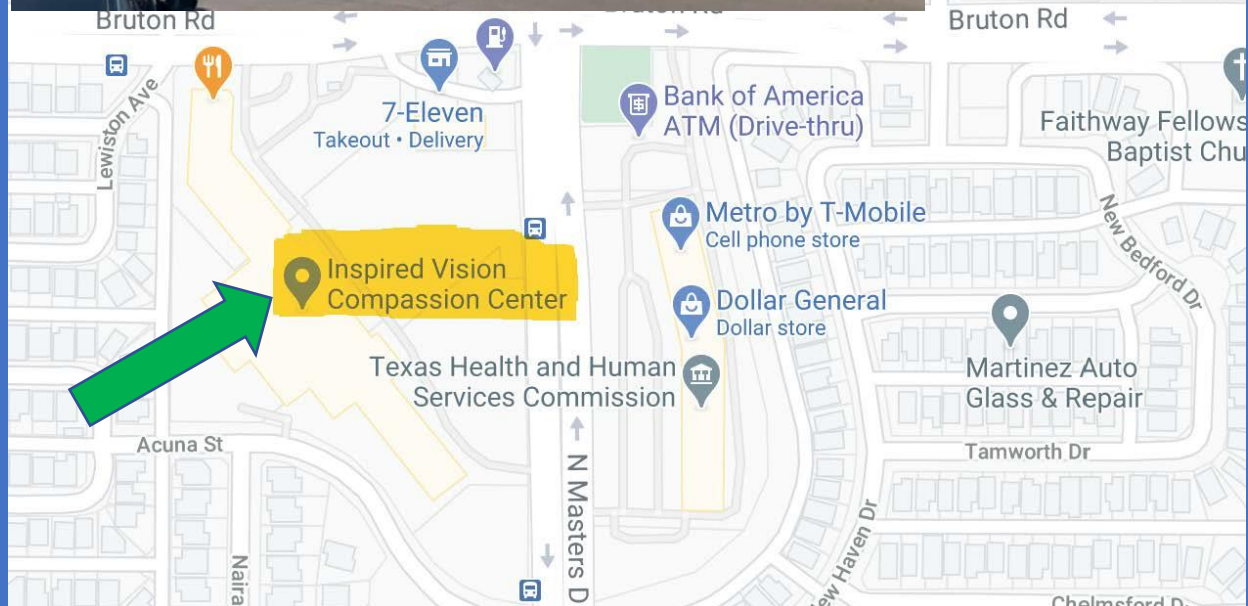 Bruton Rd
Bruton Rd
Bruton Rd
Lewiston Ave
7-Eleven
Takeout • Delivery
Bank of America
ATM (Drive-thru)
Faithway Fellows
Baptist Chu
Metro by T-Mobile
Cell phone store
New Bedford Dr
Inspired Vision
Compassion Center
Dollar General
Dollar store
Texas Health and Human
Services Commission
Martinez Auto
Glass & Repair
Acuna St
Tamworth Dr
N Masters D
Naira
ew Haven Dr
Chelmsford D